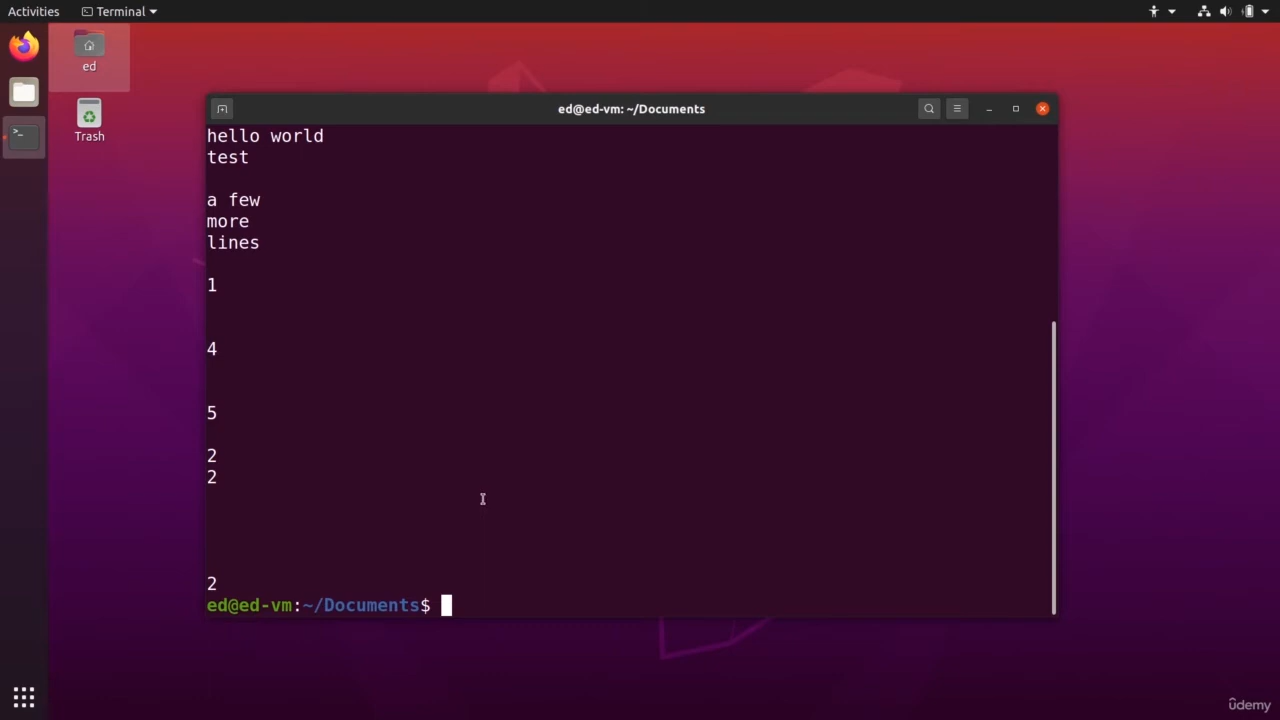 Activities
Terminal
ed
Trash
ed@ed-vm: ~/Documents
hello world
test
a few
more
lines
1
4
5
2
2
2
ed@ed-vm:~/Documents$
ûdemy